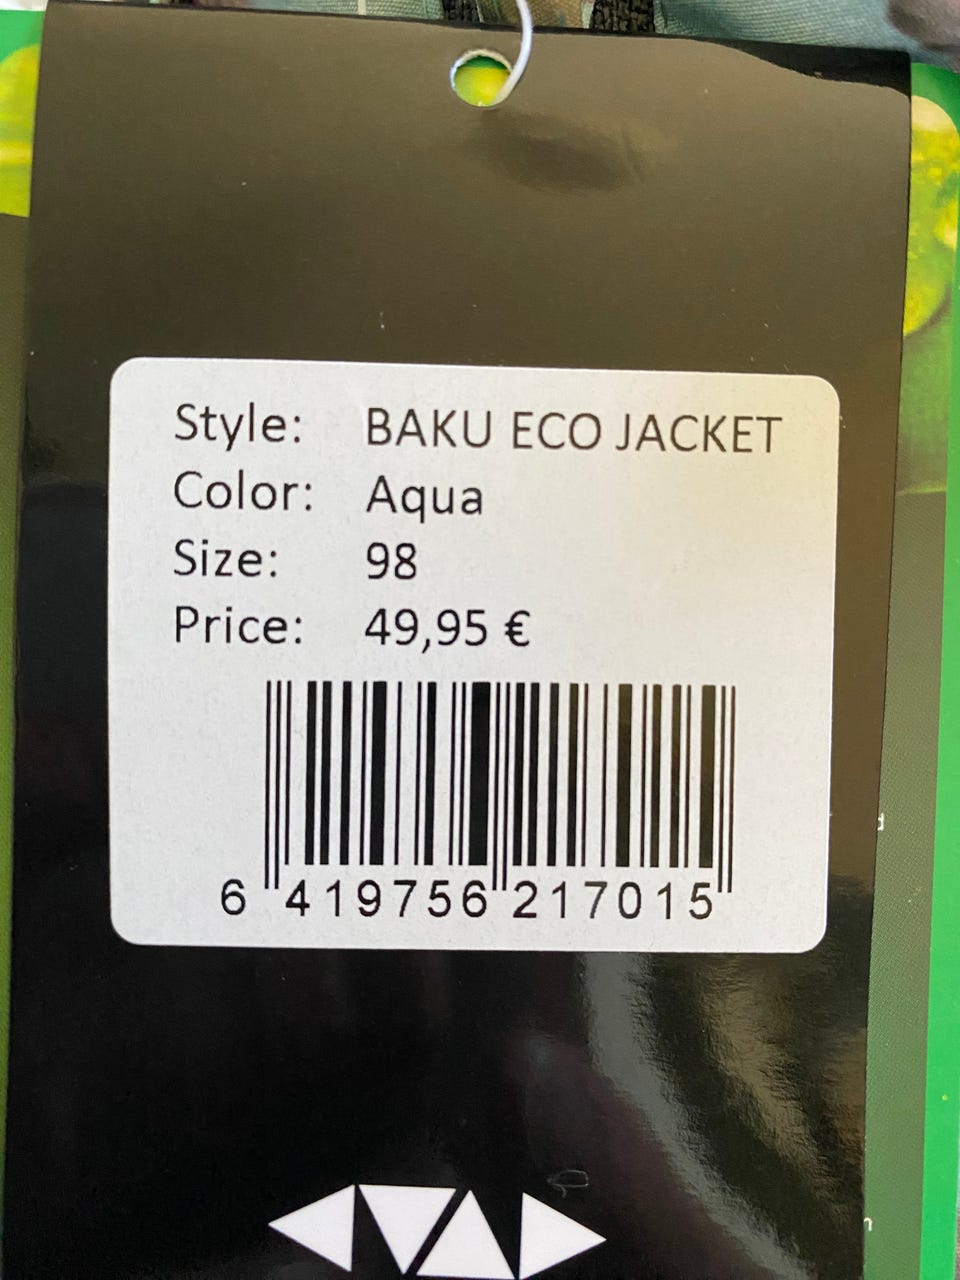 Style: BAKU ECO JACKET
Color: Aqua
Size: 98
Price: 49,95 €
6 419756 217015